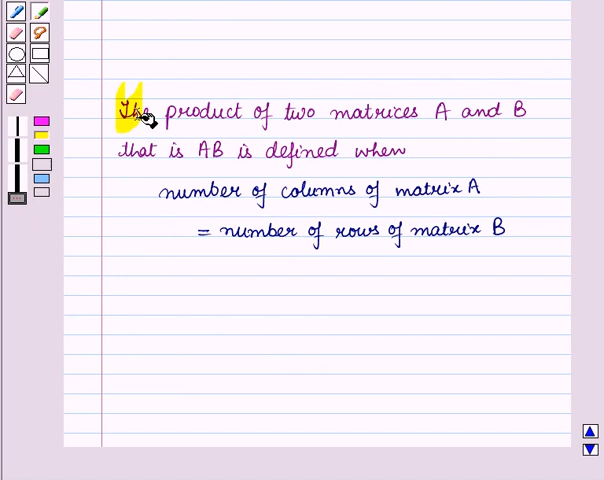 The product of two matrices A and B
that is AB is defined when
number of columns of matrix A
= number of rows of matrix B